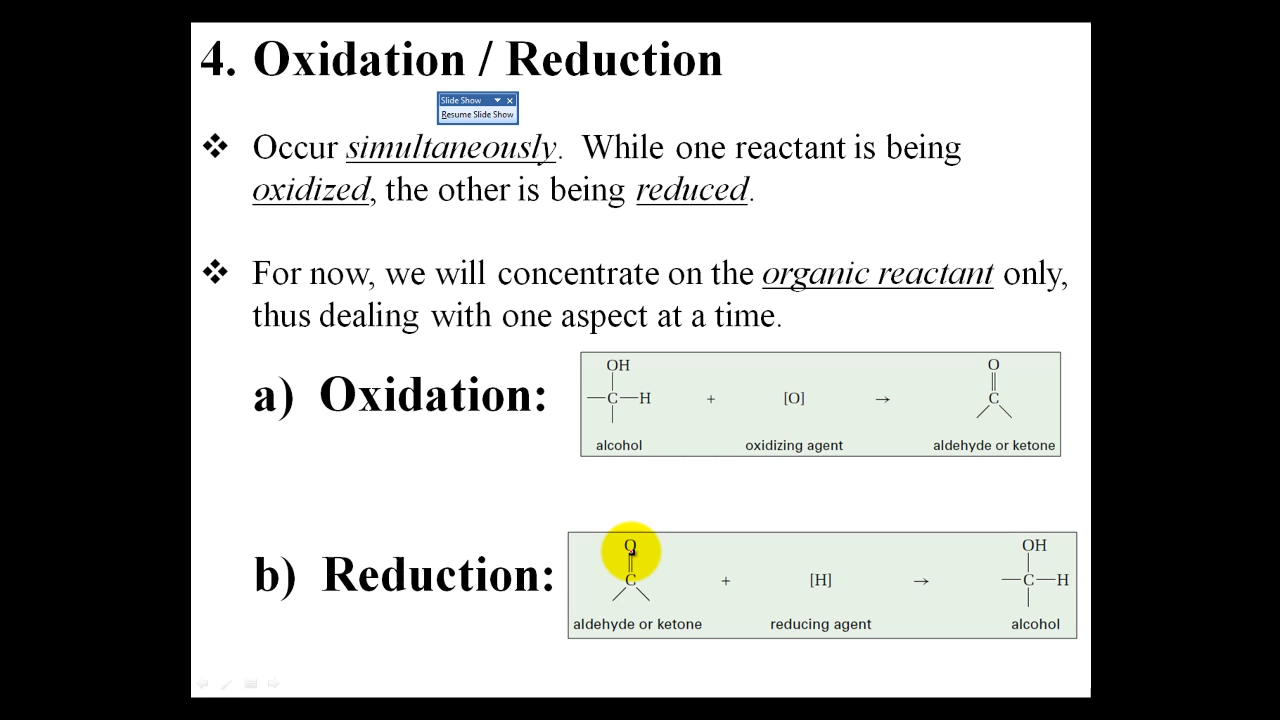 4. Oxidation / Reduction
Slide Show
Resume Slide Show
❖ Occur simultaneously. While one reactant is being
oxidized, the other is being reduced.
❖ For now, we will concentrate on the organic reactant only,
thus dealing with one aspect at a time.
a) Oxidation:
OH O
—C—H + [O] → C
alcohol oxidizing agent aldehyde or ketone
b) Reduction:
O OH
C + [H] → —C—H
aldehyde or ketone reducing agent alcohol